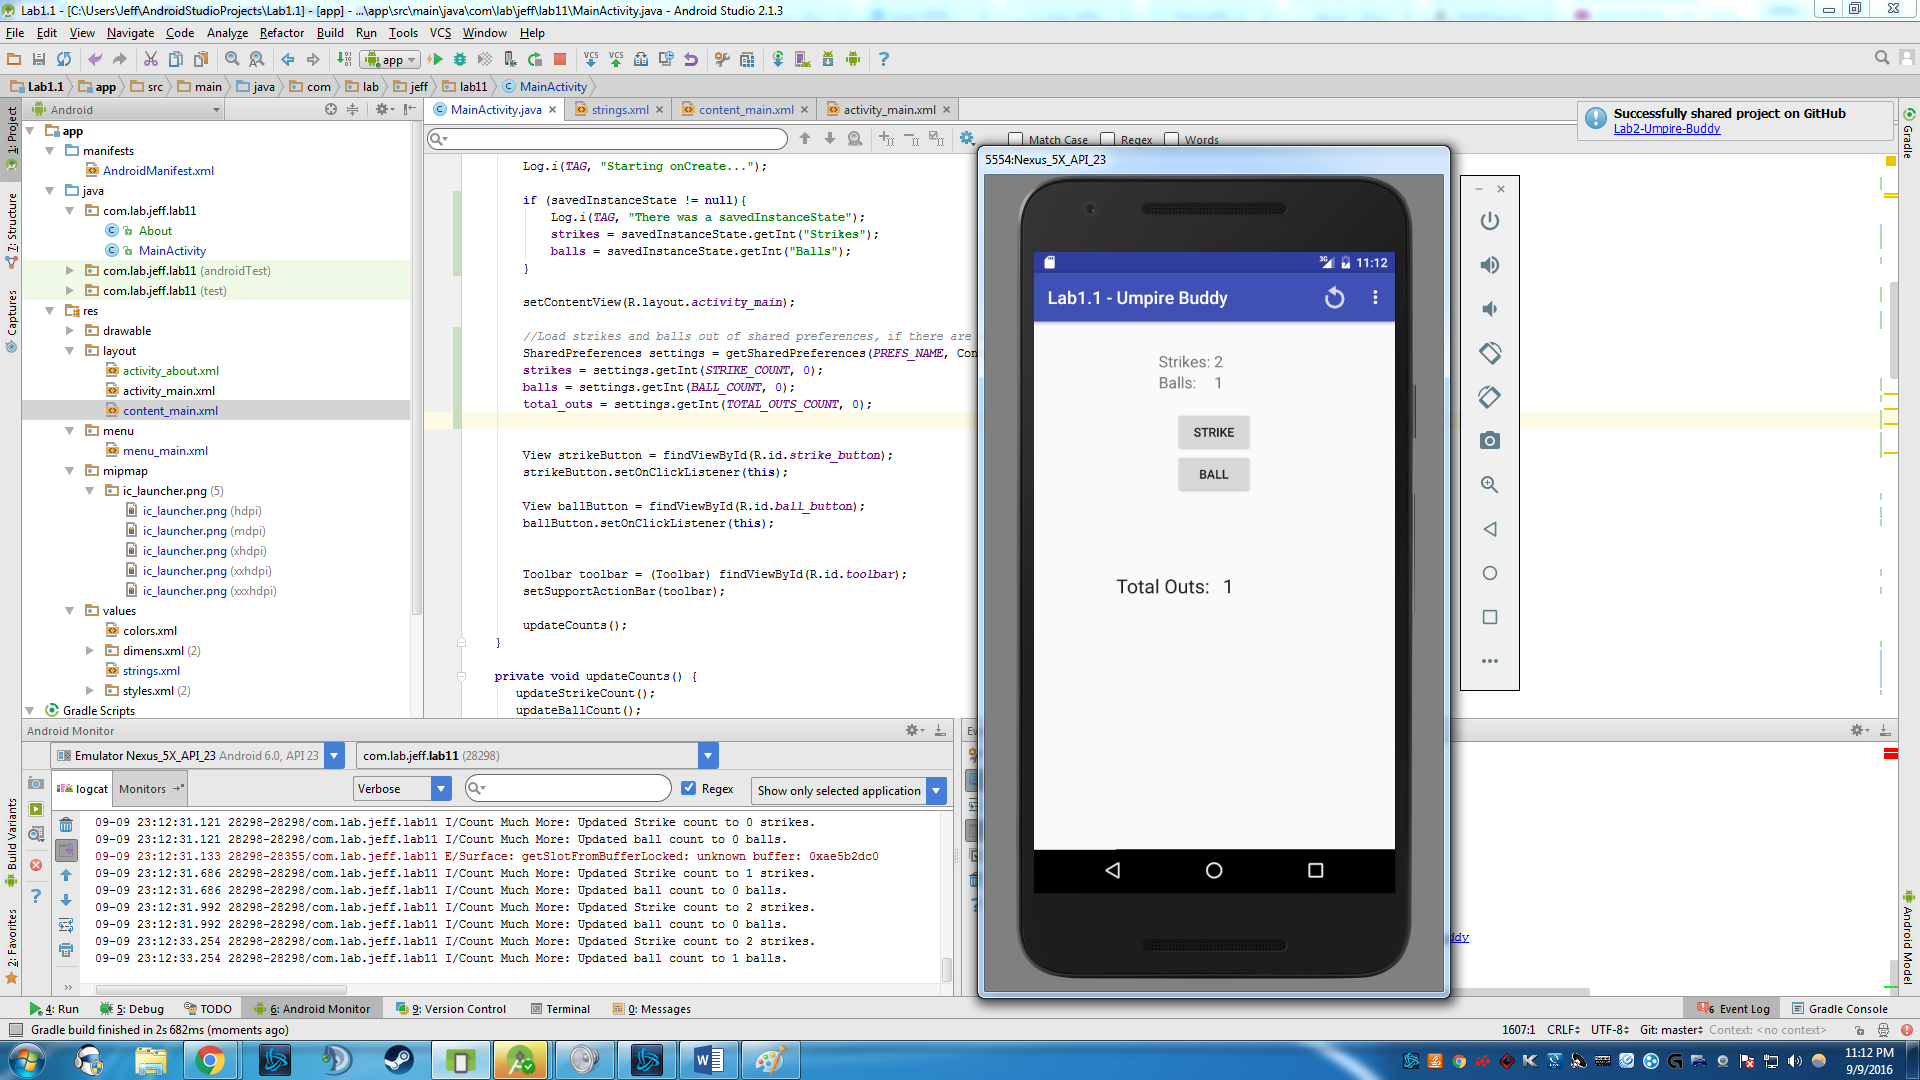 Lab1.1 - [C:\Users\Jeff\AndroidStudioProjects\Lab1.1] - [app] - ...\app\src\main\java\com\lab\jeff\lab11\MainActivity.java - Android Studio 2.1.3
File Edit View Navigate Code Analyze Refactor Build Run Tools VCS Window Help
app
Lab1.1 app src main java com lab jeff lab11 MainActivity
Android
MainActivity.java strings.xml content_main.xml activity_main.xml
Match Case Regex Words
Successfully shared project on GitHub
Lab2-Umpire-Buddy
1: Project
7: Structure
Captures
Build Variants
2: Favorites
Gradle
Android Model
app
manifests
AndroidManifest.xml
java
com.lab.jeff.lab11
About
MainActivity
com.lab.jeff.lab11 (androidTest)
com.lab.jeff.lab11 (test)
res
drawable
layout
activity_about.xml
activity_main.xml
content_main.xml
menu
menu_main.xml
mipmap
ic_launcher.png (5)
ic_launcher.png (hdpi)
ic_launcher.png (mdpi)
ic_launcher.png (xhdpi)
ic_launcher.png (xxhdpi)
ic_launcher.png (xxxhdpi)
values
colors.xml
dimens.xml (2)
strings.xml
styles.xml (2)
Gradle Scripts
Log.i(TAG, "Starting onCreate...");
if (savedInstanceState != null){
Log.i(TAG, "There was a savedInstanceState");
strikes = savedInstanceState.getInt("Strikes");
balls = savedInstanceState.getInt("Balls");
}
setContentView(R.layout.activity_main);
//Load strikes and balls out of shared preferences, if there are
SharedPreferences settings = getSharedPreferences(PREFS_NAME, Con
strikes = settings.getInt(STRIKE_COUNT, 0);
balls = settings.getInt(BALL_COUNT, 0);
total_outs = settings.getInt(TOTAL_OUTS_COUNT, 0);
View strikeButton = findViewById(R.id.strike_button);
strikeButton.setOnClickListener(this);
View ballButton = findViewById(R.id.ball_button);
ballButton.setOnClickListener(this);
Toolbar toolbar = (Toolbar) findViewById(R.id.toolbar);
setSupportActionBar(toolbar);
updateCounts();
}
private void updateCounts() {
updateStrikeCount();
updateBallCount();
5554:Nexus_5X_API_23
3G 11:12
Lab1.1 - Umpire Buddy
Strikes: 2
Balls: 1
STRIKE
BALL
Total Outs: 1
Android Monitor
Emulator Nexus_5X_API_23 Android 6.0, API 23 com.lab.jeff.lab11 (28298)
logcat Monitors Verbose Regex Show only selected application
09-09 23:12:31.121 28298-28298/com.lab.jeff.lab11 I/Count Much More: Updated Strike count to 0 strikes.
09-09 23:12:31.121 28298-28298/com.lab.jeff.lab11 I/Count Much More: Updated ball count to 0 balls.
09-09 23:12:31.133 28298-28355/com.lab.jeff.lab11 E/Surface: getSlotFromBufferLocked: unknown buffer: 0xae5b2dc0
09-09 23:12:31.686 28298-28298/com.lab.jeff.lab11 I/Count Much More: Updated Strike count to 1 strikes.
09-09 23:12:31.686 28298-28298/com.lab.jeff.lab11 I/Count Much More: Updated ball count to 0 balls.
09-09 23:12:31.992 28298-28298/com.lab.jeff.lab11 I/Count Much More: Updated Strike count to 2 strikes.
09-09 23:12:31.992 28298-28298/com.lab.jeff.lab11 I/Count Much More: Updated ball count to 0 balls.
09-09 23:12:33.254 28298-28298/com.lab.jeff.lab11 I/Count Much More: Updated Strike count to 2 strikes.
09-09 23:12:33.254 28298-28298/com.lab.jeff.lab11 I/Count Much More: Updated ball count to 1 balls.
ddy
4: Run 5: Debug TODO 6: Android Monitor 9: Version Control Terminal 0: Messages 6 Event Log Gradle Console
Gradle build finished in 2s 682ms (moments ago) 1607:1 CRLF UTF-8 Git: master Context: <no context>
11:12 PM
9/9/2016